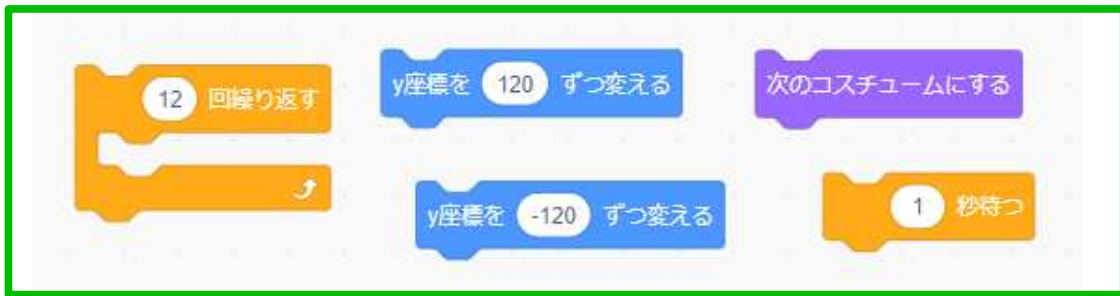 12 回繰り返す
y座標を 120 ずつ変える
次のコスチュームにする
y座標を -120 ずつ変える
1 秒待つ